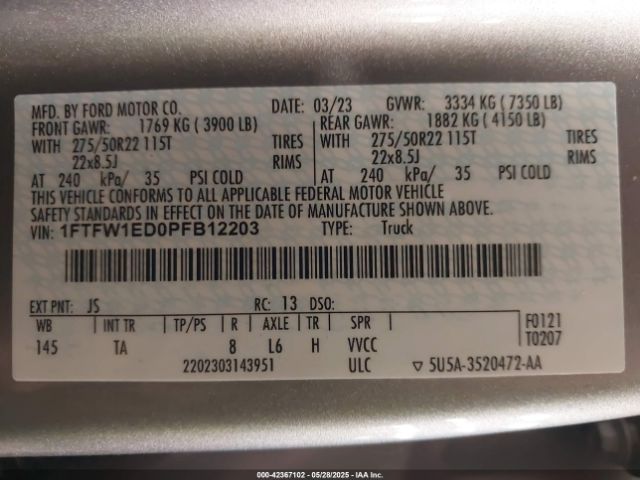 MFD. BY FORD MOTOR CO. DATE: 03/23 GVWR: 3334 KG ( 7350 LB)
FRONT GAWR: 1769 KG ( 3900 LB) REAR GAWR: 1882 KG ( 4150 LB)
WITH 275/50R22 115T TIRES WITH 275/50R22 115T TIRES
22x8.5J RIMS 22x8.5J RIMS
AT 240 kPa/ 35 PSI COLD AT 240 kPa/ 35 PSI COLD
THIS VEHICLE CONFORMS TO ALL APPLICABLE FEDERAL MOTOR VEHICLE
SAFETY STANDARDS IN EFFECT ON THE DATE OF MANUFACTURE SHOWN ABOVE.
VIN: 1FTFW1ED0PFB12203 TYPE: Truck
EXT PNT: JS RC: 13 DSO:
WB INT TR TP/PS R AXLE TR SPR F0121
145 TA 8 L6 H VVCC T0207
2202303143951 ULC ▽ 5U5A-3520472-AA
000-42367102 | 05/28/2025 | IAA Inc.